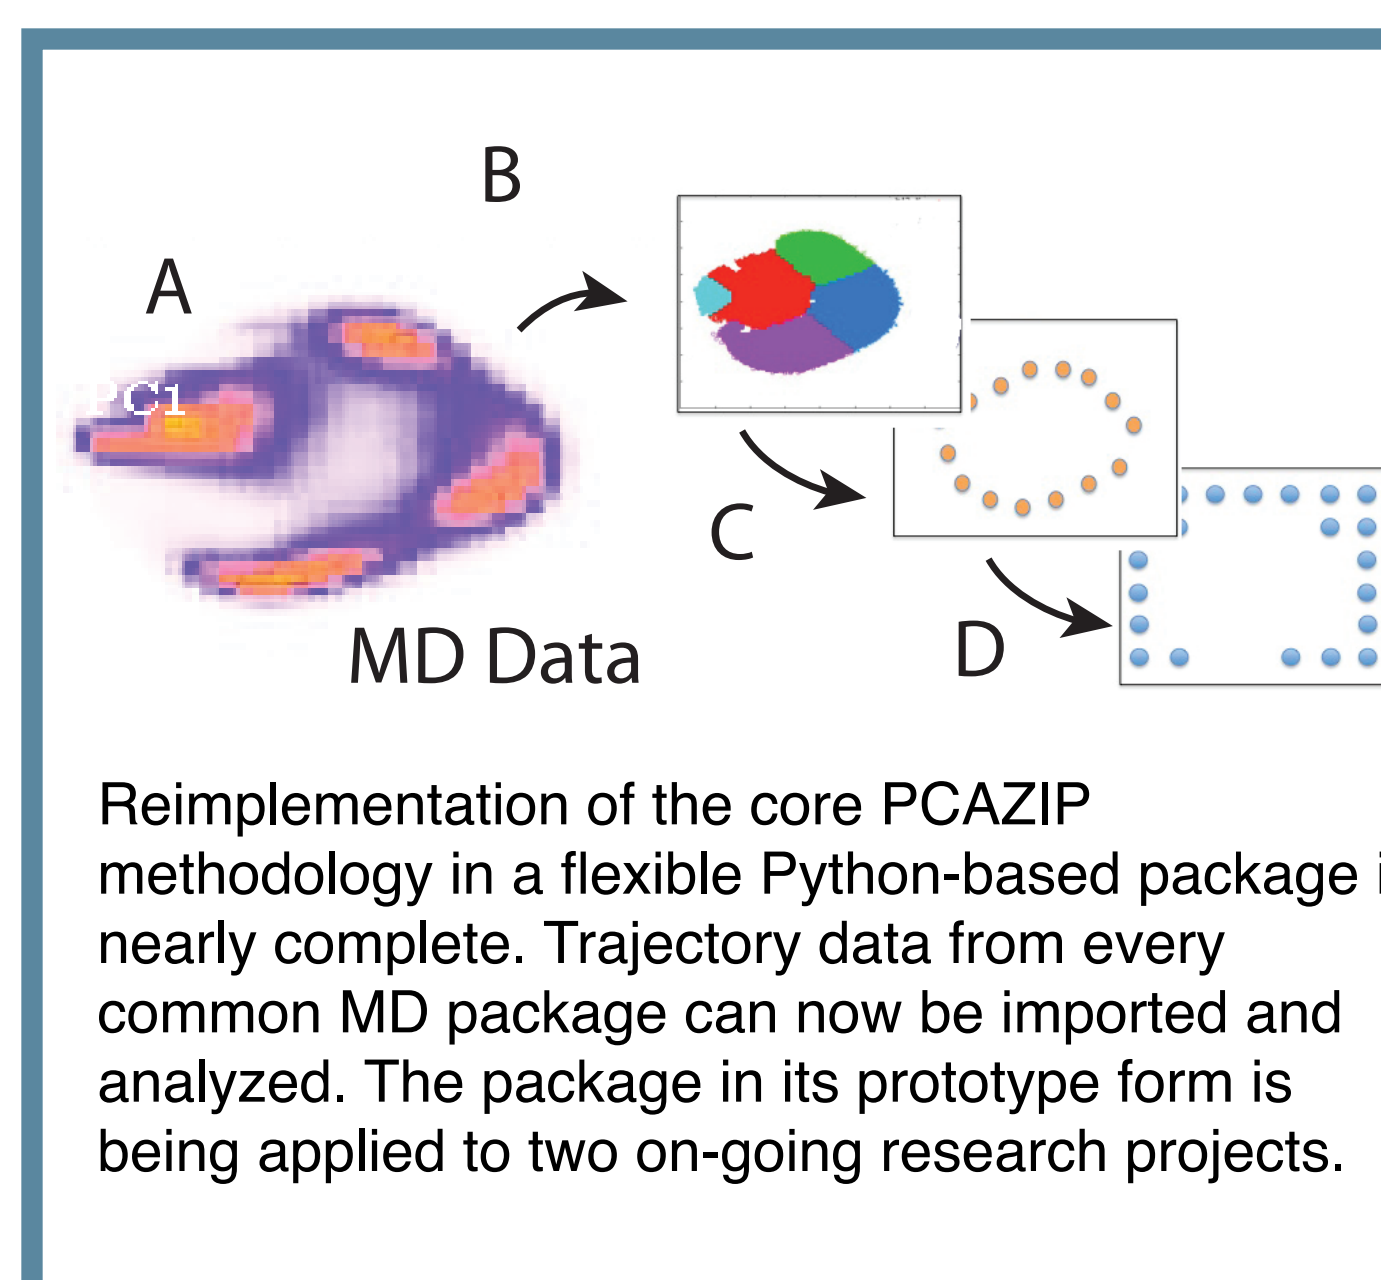 B
A
PC1
C
D
MD Data
Reimplementation of the core PCAZIP
methodology in a flexible Python-based package
nearly complete. Trajectory data from every
common MD package can now be imported and
analyzed. The package in its prototype form is
being applied to two on-going research projects.